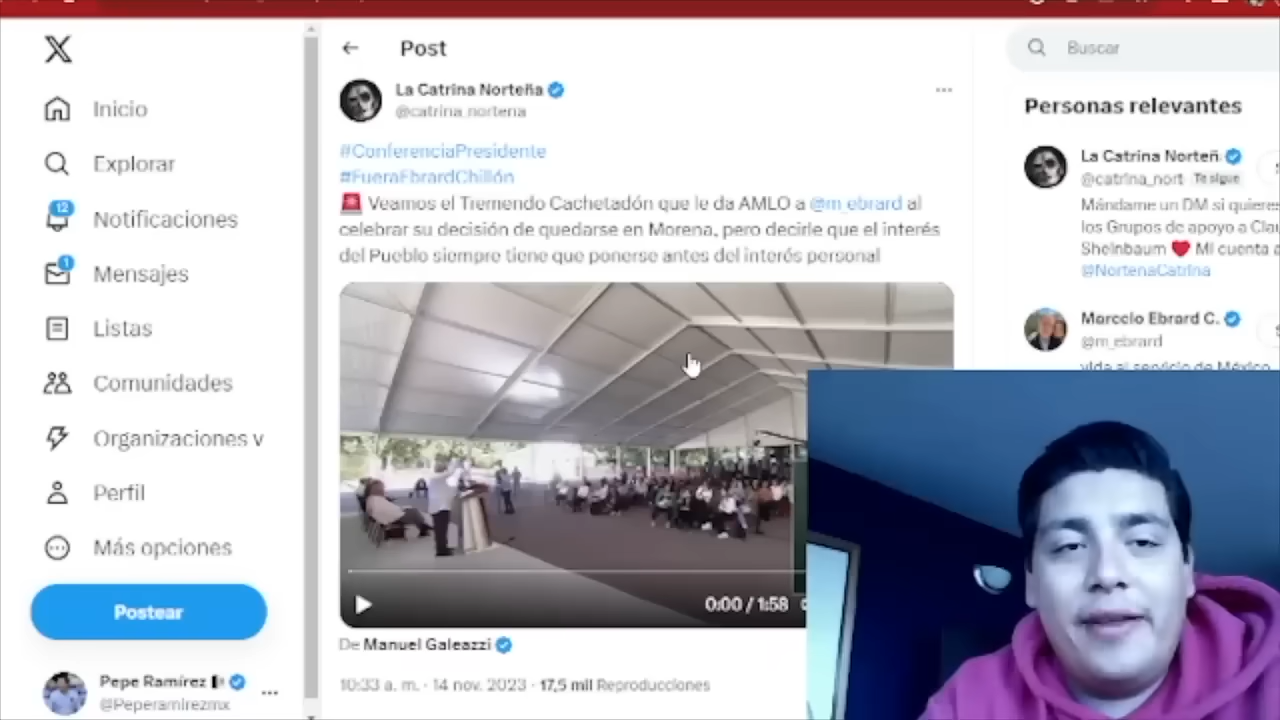 Post
Buscar
La Catrina Norteña
@catrina_nortena
#ConferenciaPresidente
#FueraEbrardChillón
Veamos el Tremendo Cachetadón que le da AMLO a @m_ebrard al
celebrar su decisión de quedarse en Morena, pero decirle que el interés
del Pueblo siempre tiene que ponerse antes del interés personal
0:00 / 1:58
De Manuel Galeazzi
10:33 a. m. · 14 nov. 2023 · 17,5 mil Reproducciones
Inicio
Explorar
12
Notificaciones
1
Mensajes
Listas
Comunidades
Organizaciones v
Perfil
Más opciones
Postear
Pepe Ramírez
@Peperamirezmx
Personas relevantes
La Catrina Norteñ
@catrina_nort Te sigue
Mándame un DM si quieres
los Grupos de apoyo a Clau
Sheinbaum ❤️ Mi cuenta a
@NortenaCatrina
Marcelo Ebrard C.
@m_ebrard
vida al servicio de México